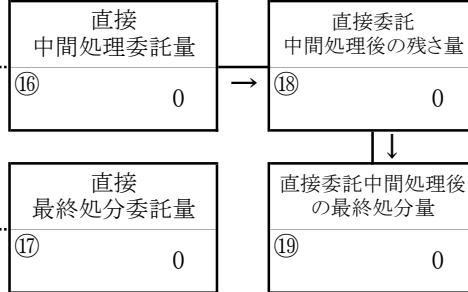 直接
中間処理委託量
⑯
0
→
直接委託
中間処理後の残さ量
⑱
0
↓
直接
最終処分委託量
⑰
0
直接委託中間処理後
の最終処分量
⑲
0